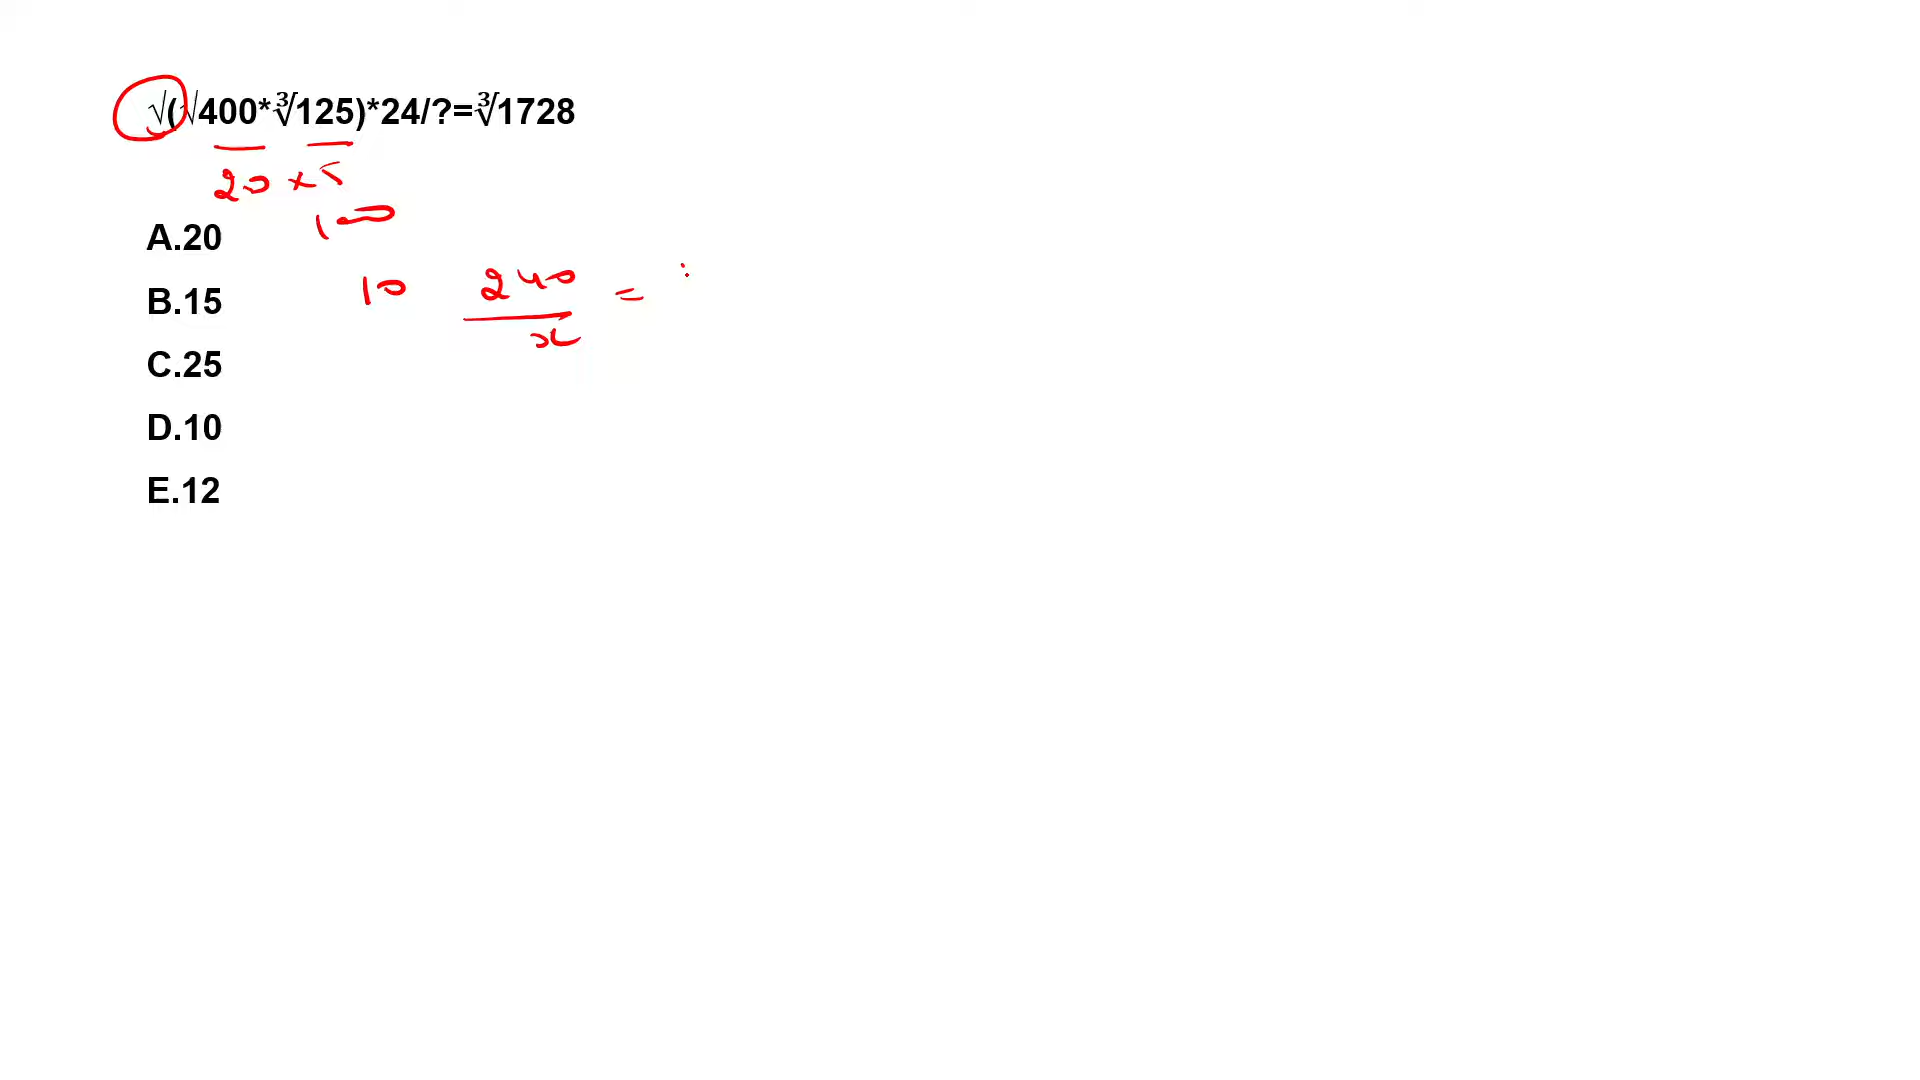 √(√400*∛125)*24/?=∛1728
20 x 5
A.20
100
10 240 =
x
B.15
C.25
D.10
E.12